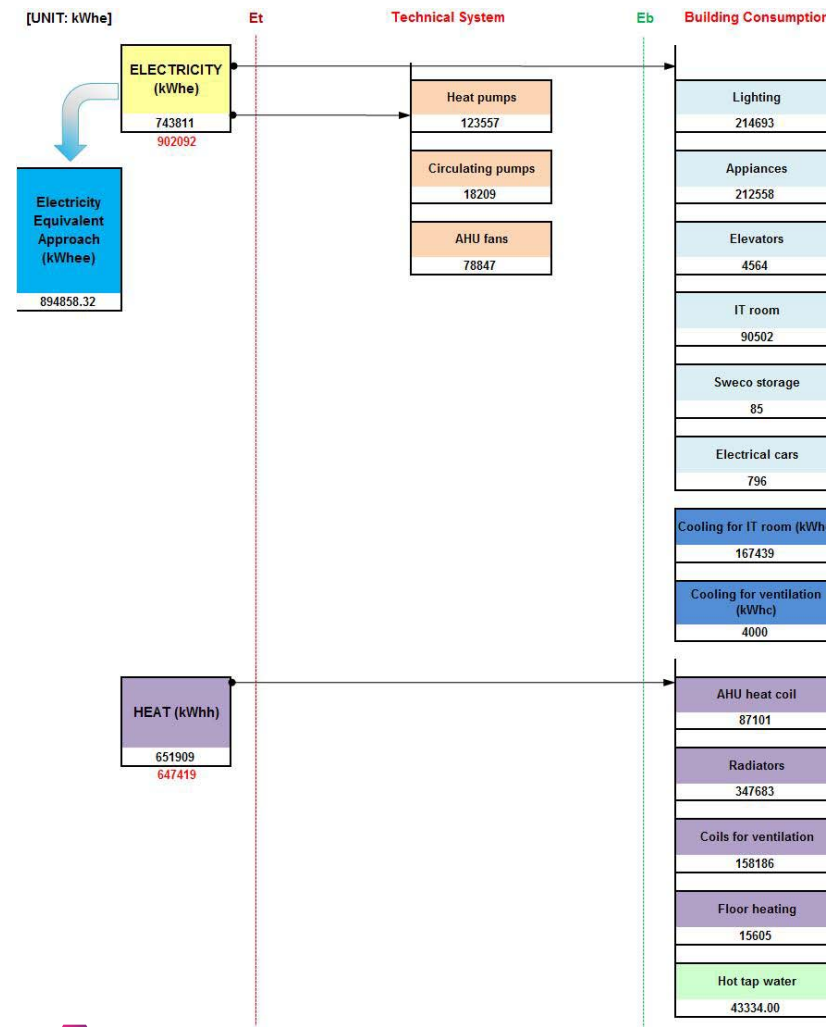 [UNIT: kWhe]
Et
Technical System
Eb
Building Consumption
ELECTRICITY
(kWhe)
743811
902092
Electricity
Equivalent
Approach
(kWhee)
894858.32
Heat pumps
123557
Circulating pumps
18209
AHU fans
78847
Lighting
214693
Appiances
212558
Elevators
4564
IT room
90502
Sweco storage
85
Electrical cars
796
Cooling for IT room (kWh
167439
Cooling for ventilation
(kWhc)
4000
HEAT (kWhh)
651909
647419
AHU heat coil
87101
Radiators
347683
Coils for ventilation
158186
Floor heating
15605
Hot tap water
43334.00